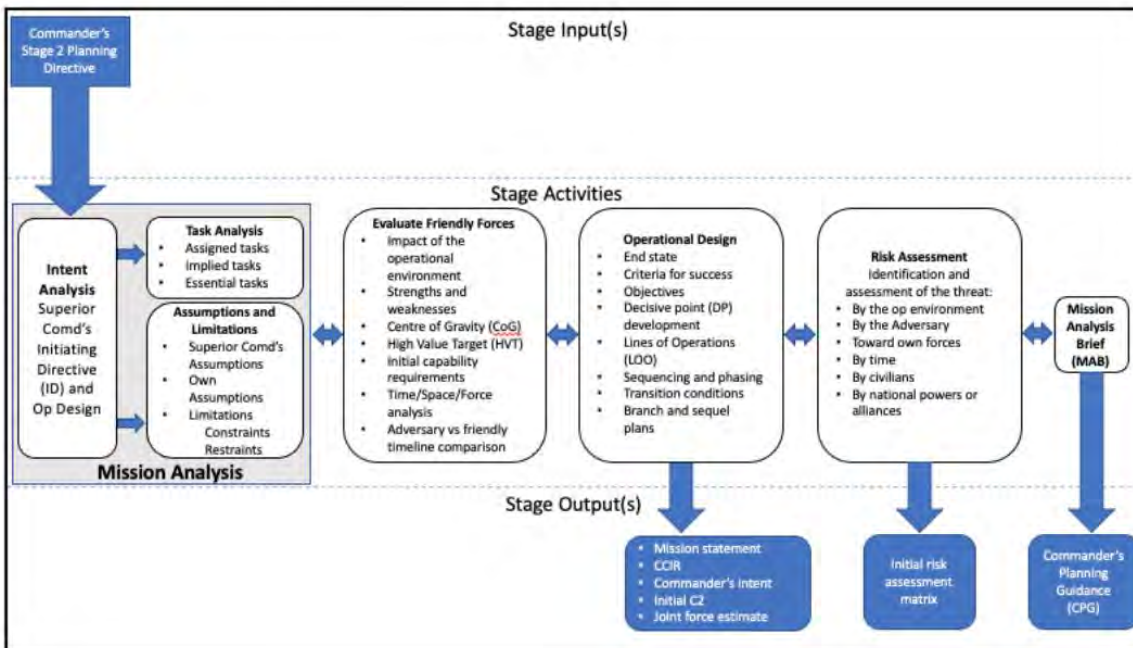 Commander's
Stage 2 Planning
Directive
Stage Input(s)
Stage Activities
Intent
Analysis
Superior
Comd's
Initiating
Directive
(ID) and
Op Design
Task Analysis
• Assigned tasks
• Implied tasks
• Essential tasks
Assumptions and
Limitations
• Superior Comd's
Assumptions
• Own
Assumptions
• Limitations
Constraints
Restraints
Mission Analysis
Evaluate Friendly Forces
• Impact of the
operational
environment
• Strengths and
weaknesses
• Centre of Gravity (CoG)
• High Value Target (HVT)
• Initial capability
requirements
• Time/Space/Force
analysis
• Adversary vs friendly
timeline comparison
Operational Design
• End state
• Criteria for success
• Objectives
• Decisive point (DP)
development
• Lines of Operations
(LOO)
• Sequencing and phasing
• Transition conditions
• Branch and sequel
plans
Risk Assessment
Identification and
assessment of the threat:
• By the op environment
• By the Adversary
• Toward own forces
• By time
• By civilians
• By national powers or
alliances
Mission
Analysis
Brief
(MAB)
Stage Output(s)
• Mission statement
• CCIR
• Commander's intent
• Initial C2
• Joint force estimate
Initial risk
assessment
matrix
Commander's
Planning
Guidance
(CPG)